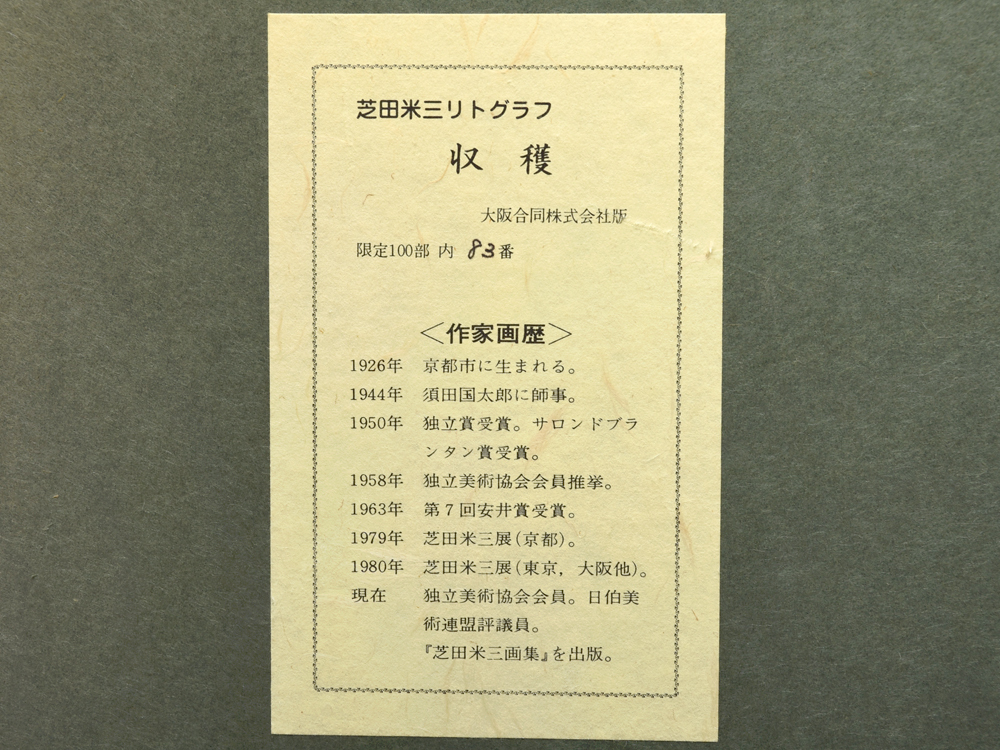 芝田米三リトグラフ
収　穫
大阪合同株式会社版
限定100部 内 83番
＜作家画歴＞
1926年　京都市に生まれる。
1944年　須田国太郎に師事。
1950年　独立賞受賞。サロンドブラ
ンタン賞受賞。
1958年　独立美術協会会員推挙。
1963年　第７回安井賞受賞。
1979年　芝田米三展(京都)。
1980年　芝田米三展(東京，大阪他)。
現在　独立美術協会会員。日伯美
術連盟評議員。
『芝田米三画集』を出版。